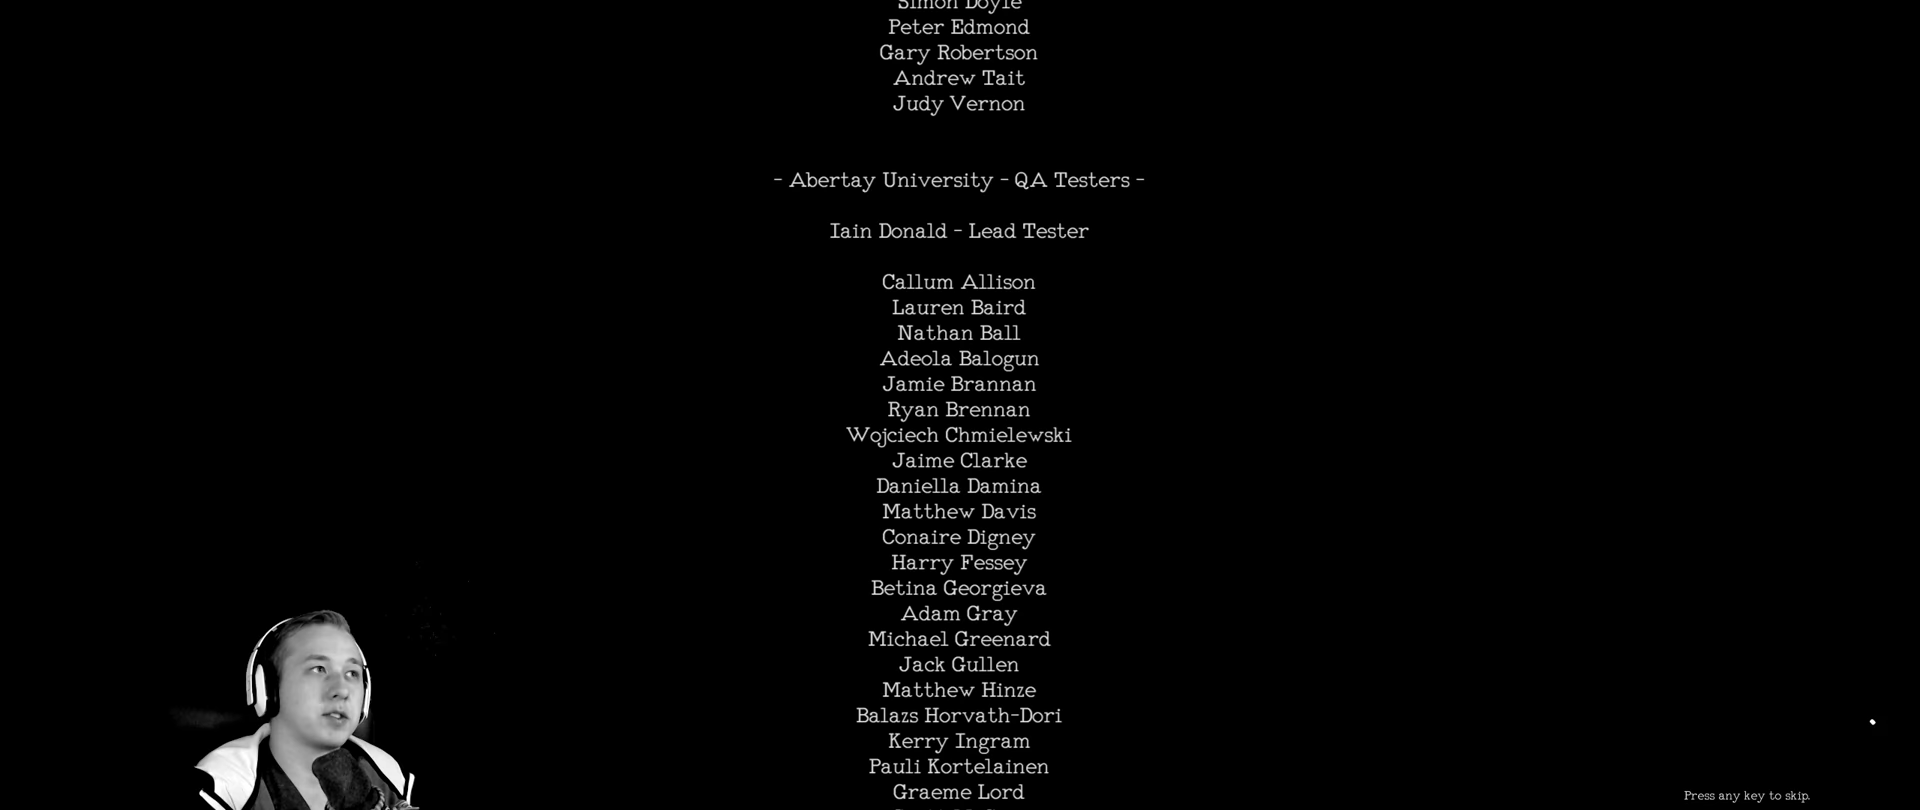 Simon Doyle
Peter Edmond
Gary Robertson
Andrew Tait
Judy Vernon
- Abertay University - QA Testers -
Iain Donald - Lead Tester
Callum Allison
Lauren Baird
Nathan Ball
Adeola Balogun
Jamie Brannan
Ryan Brennan
Wojciech Chmielewski
Jaime Clarke
Daniella Damina
Matthew Davis
Conaire Digney
Harry Fessey
Betina Georgieva
Adam Gray
Michael Greenard
Jack Gullen
Matthew Hinze
Balazs Horvath-Dori
Kerry Ingram
Pauli Kortelainen
Graeme Lord
Press any key to skip.